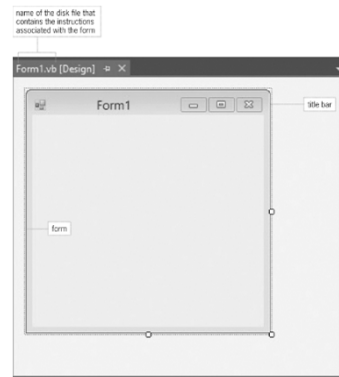 name of the disk file that
contains the instructions
associated with the form
Form1.vb [Design]
Form1
title bar
form